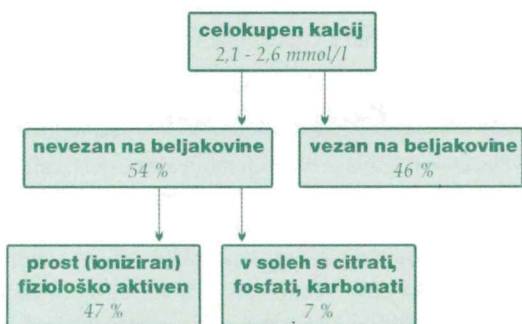 celokupen kalcij
2,1 - 2,6 mmol/l
nevezan na beljakovine
54 %
vezan na beljakovine
46 %
prost (ioniziran)
fiziološko aktiven
47 %
v soleh s citrati,
fosfati, karbonati
7 %